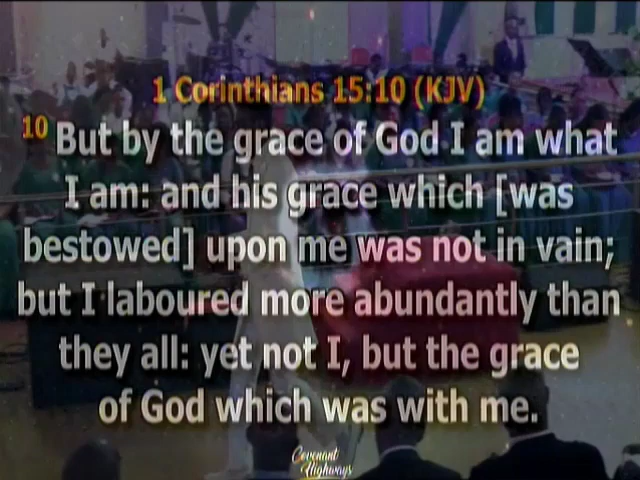 1 Corinthians 15:10 (KJV)
10 But by the grace of God I am what
I am: and his grace which [was
bestowed] upon me was not in vain;
but I laboured more abundantly than
they all: yet not I, but the grace
of God which was with me.
Covenant
Highways